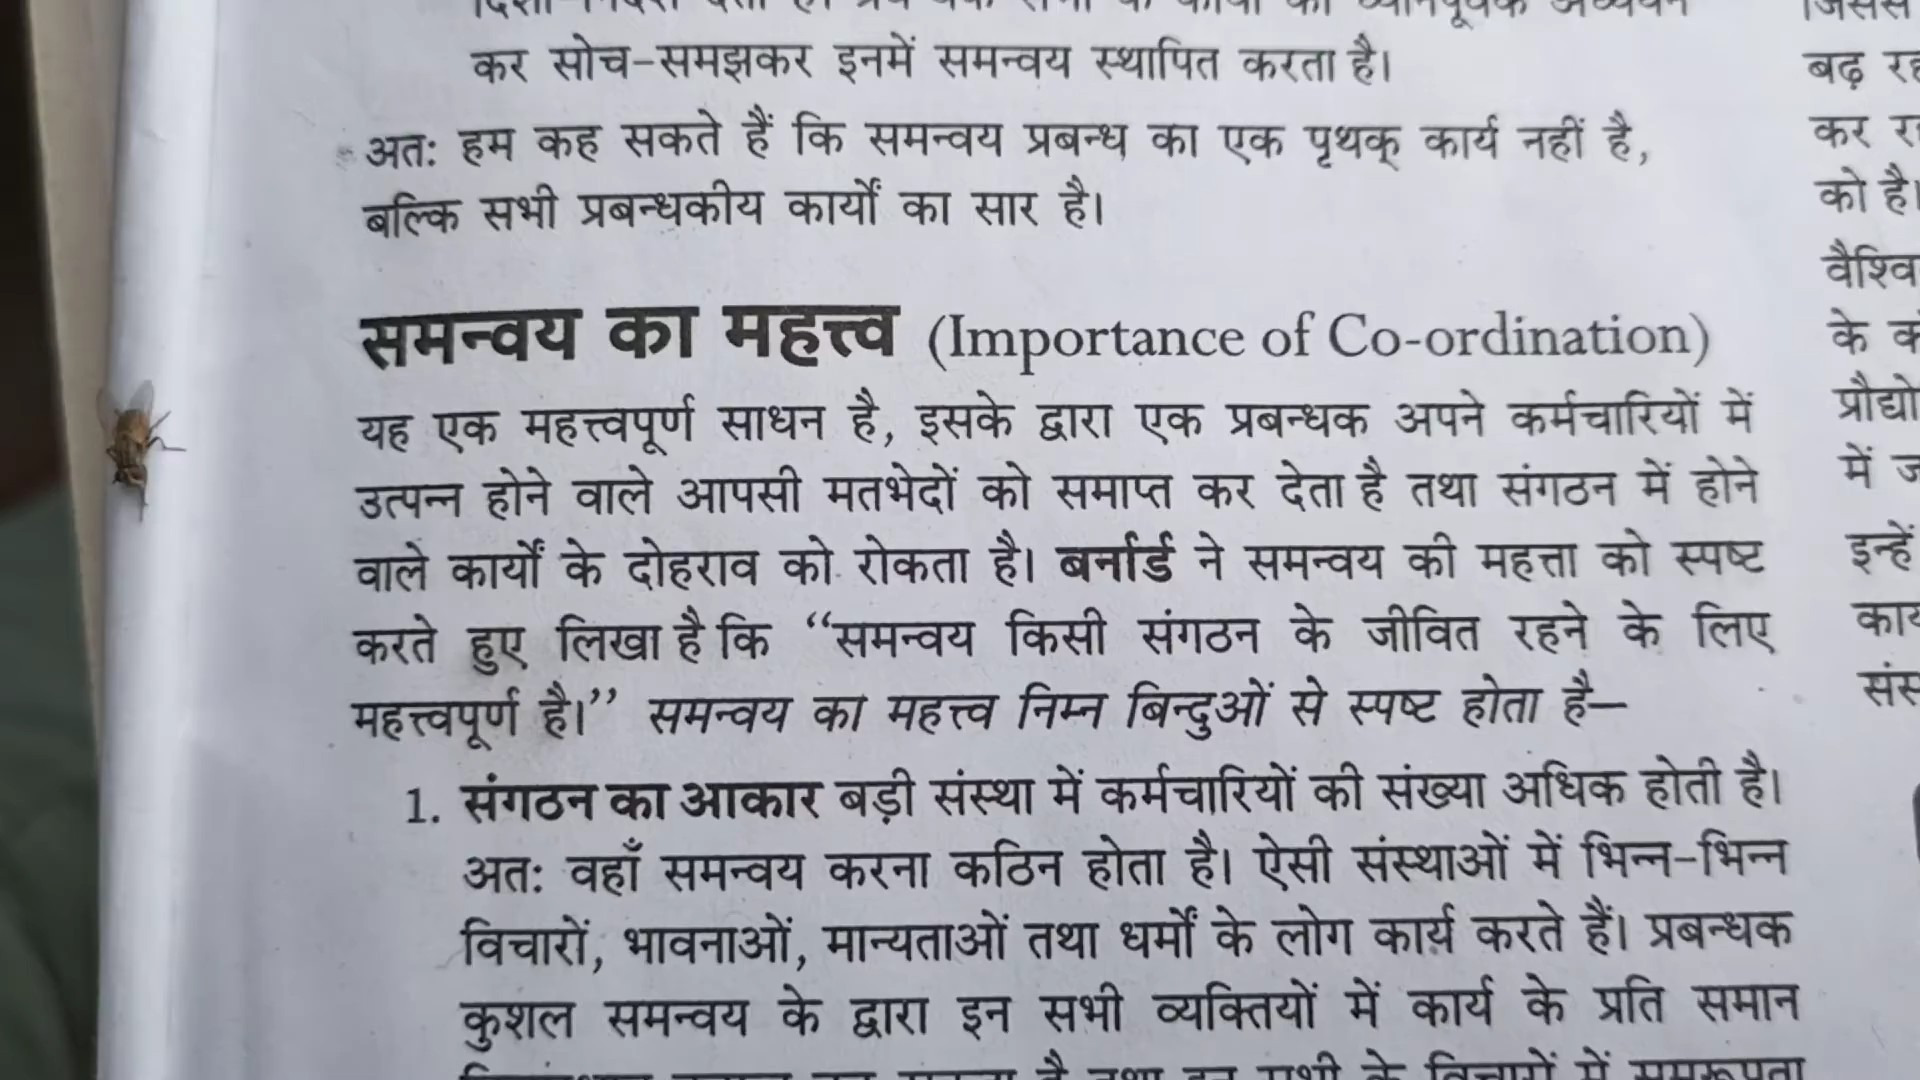 कर सोच-समझकर इनमें समन्वय स्थापित करता है।
अतः हम कह सकते हैं कि समन्वय प्रबन्ध का एक पृथक् कार्य नहीं है,
बल्कि सभी प्रबन्धकीय कार्यों का सार है।
समन्वय का महत्त्व (Importance of Co-ordination)
यह एक महत्त्वपूर्ण साधन है, इसके द्वारा एक प्रबन्धक अपने कर्मचारियों में
उत्पन्न होने वाले आपसी मतभेदों को समाप्त कर देता है तथा संगठन में होने
वाले कार्यों के दोहराव को रोकता है। बर्नार्ड ने समन्वय की महत्ता को स्पष्ट
करते हुए लिखा है कि “समन्वय किसी संगठन के जीवित रहने के लिए
महत्त्वपूर्ण है।” समन्वय का महत्त्व निम्न बिन्दुओं से स्पष्ट होता है—
1. संगठन का आकार बड़ी संस्था में कर्मचारियों की संख्या अधिक होती है।
अतः वहाँ समन्वय करना कठिन होता है। ऐसी संस्थाओं में भिन्न-भिन्न
विचारों, भावनाओं, मान्यताओं तथा धर्मों के लोग कार्य करते हैं। प्रबन्धक
कुशल समन्वय के द्वारा इन सभी व्यक्तियों में कार्य के प्रति समान
बढ़
कर
को है।
के
में
इन्हें